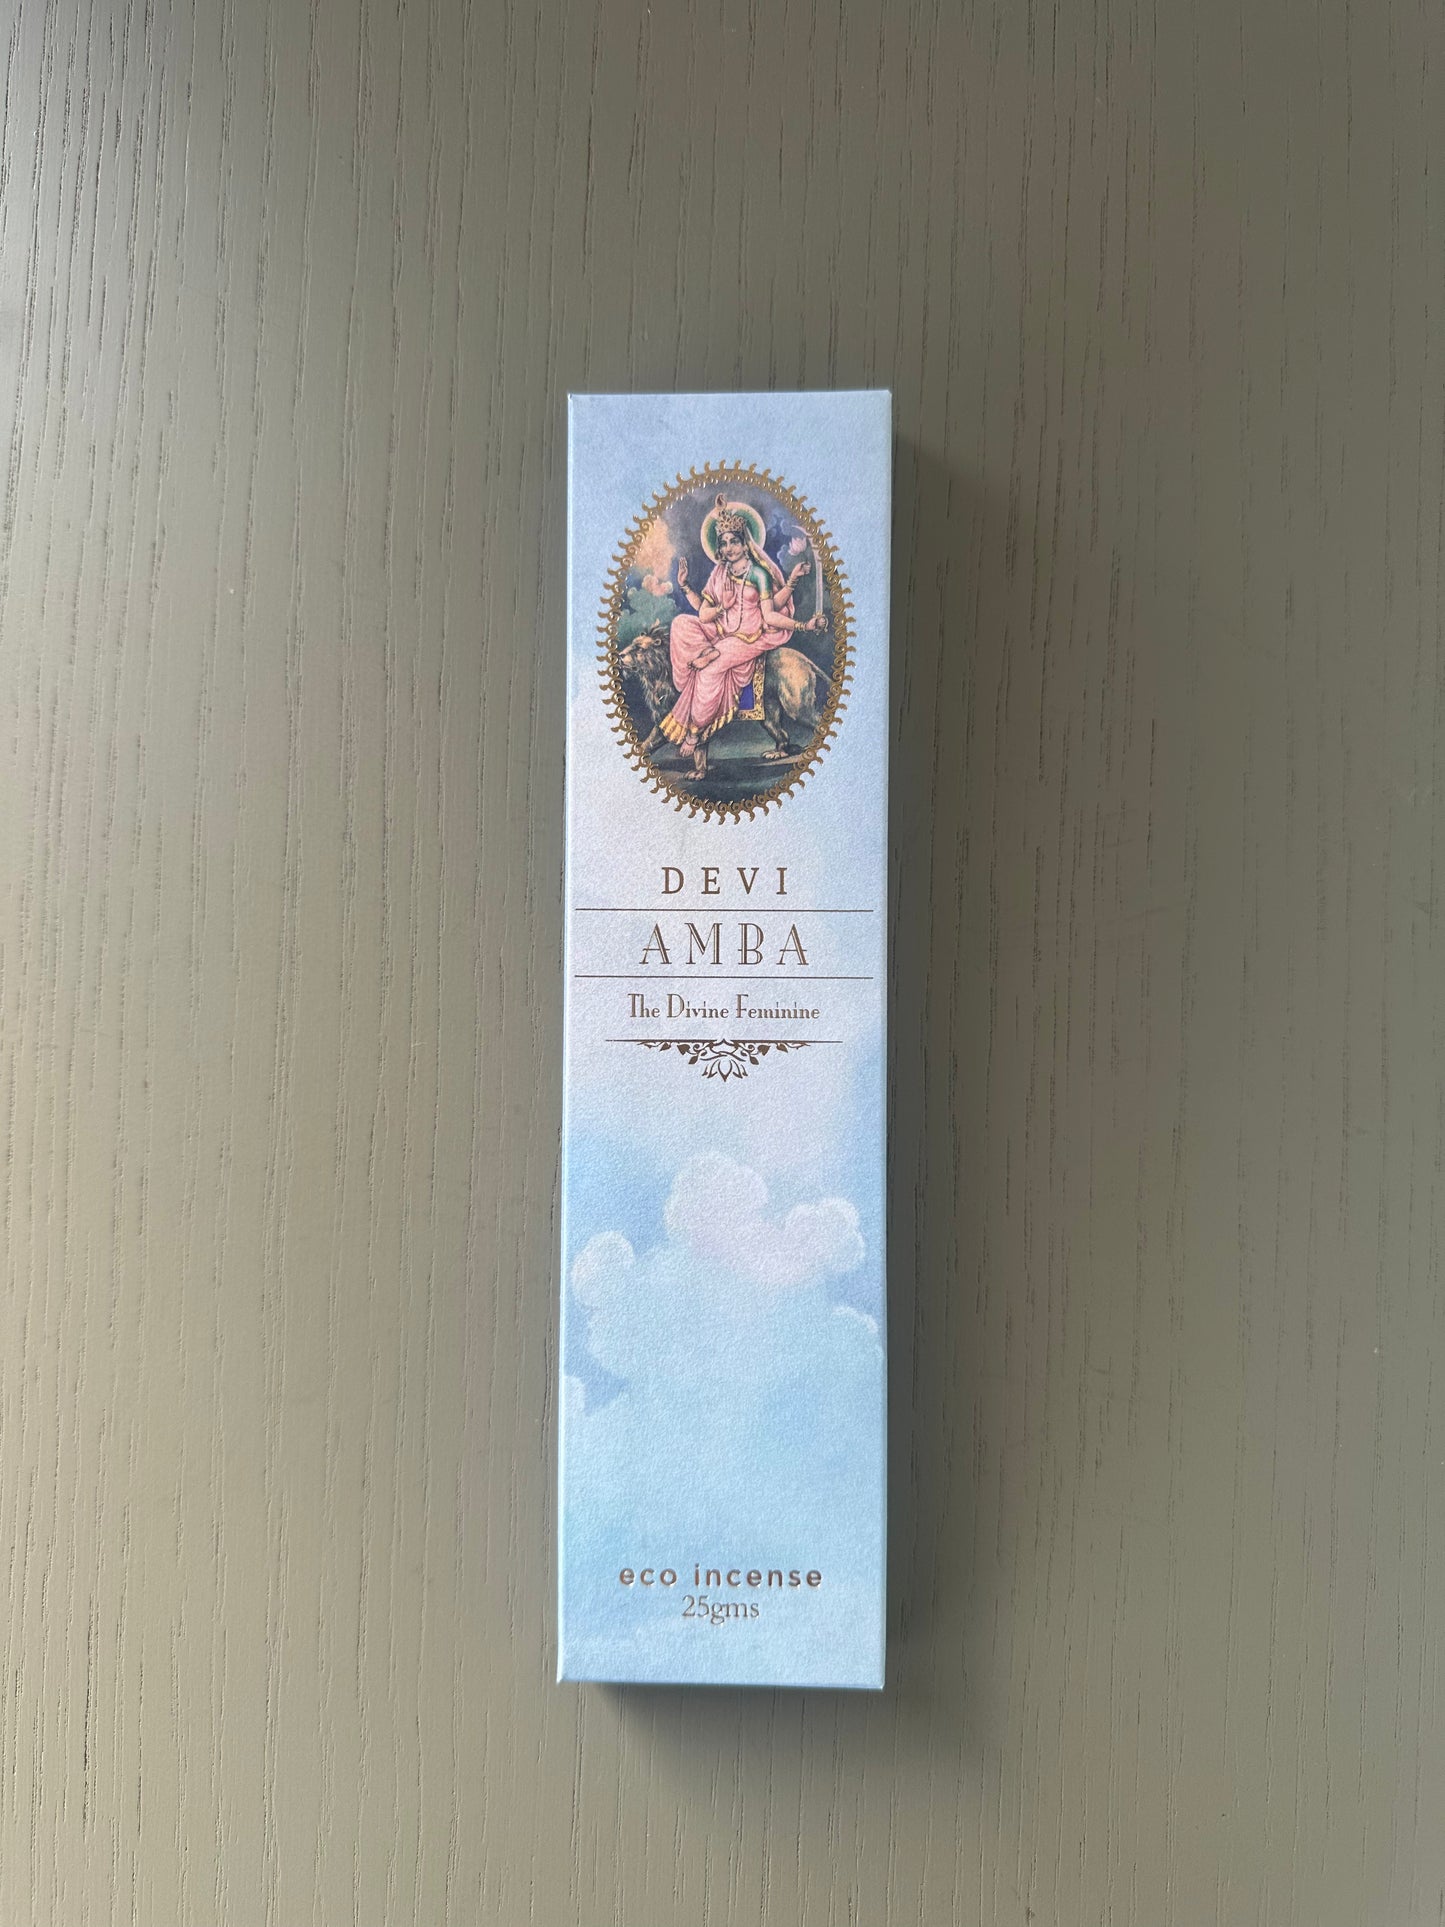 DEVI
AMBA
The Divine Feminine
eco incense
25gms